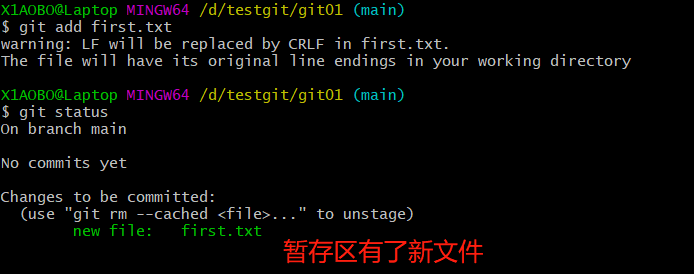 X1AOBO@Laptop MINGW64 /d/testgit/git01 (main)
$ git add first.txt
warning: LF will be replaced by CRLF in first.txt.
The file will have its original line endings in your working directory
X1AOBO@Laptop MINGW64 /d/testgit/git01 (main)
$ git status
On branch main
No commits yet
Changes to be committed:
(use "git rm --cached <file>..." to unstage)
new file:   first.txt
暂存区有了新文件